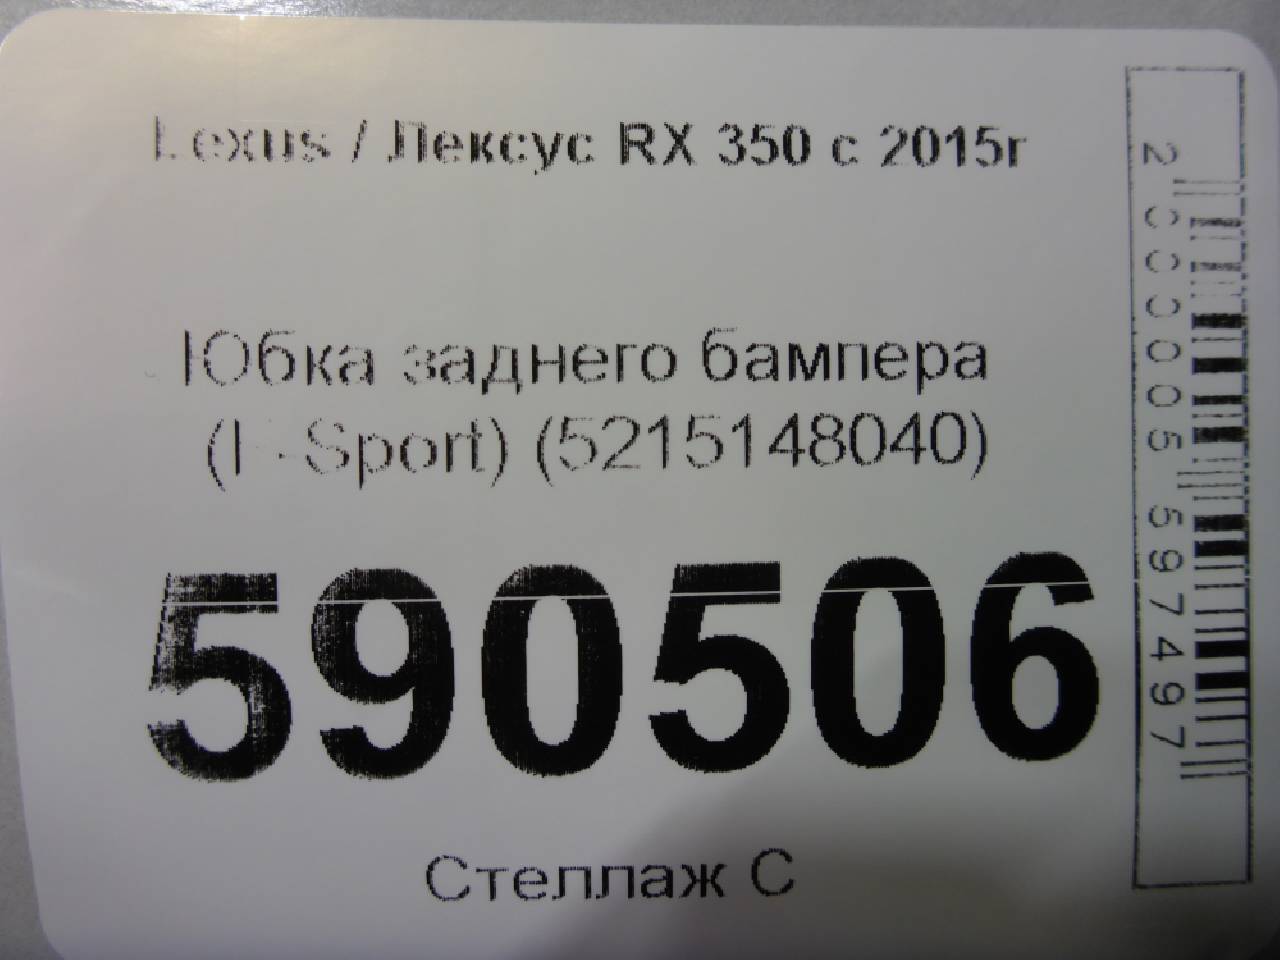 Lexus / Лексус RX 350 с 2015г
Юбка заднего бампера
(F-Sport) (5215148040)
590506
Стеллаж С
2000005597497